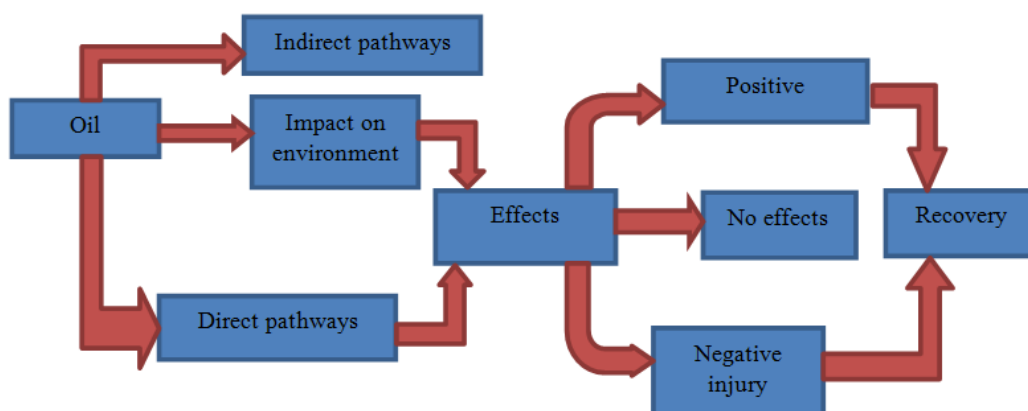 Indirect pathways
Oil
Impact on
environment
Direct pathways
Effects
Positive
No effects
Negative
injury
Recovery